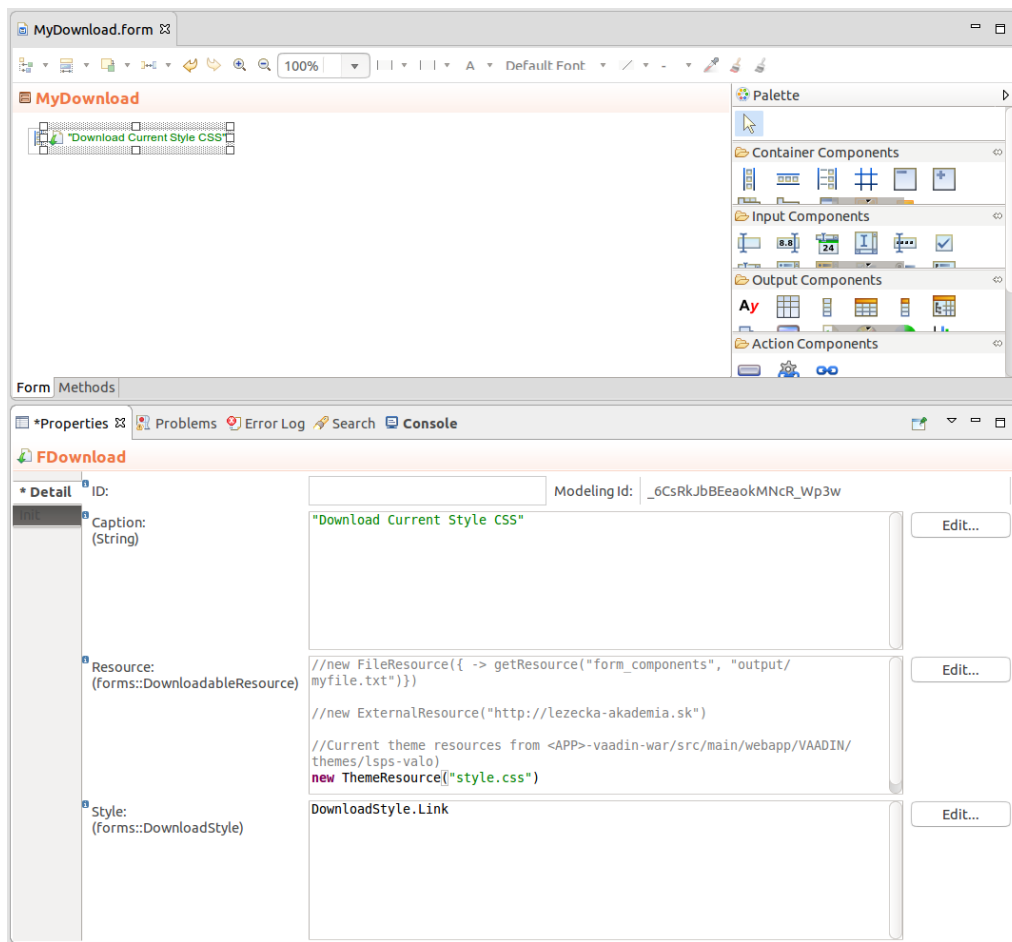 MyDownload.form
100%
A
Default Font
MyDownload
"Download Current Style CSS"
Palette
Container Components
Input Components
8.8
24
Output Components
Ay
Action Components
Form Methods
*Properties Problems Error Log Search Console
FDownload
* Detail
Init
ID:
Modeling Id: _6CsRkJbBEeaokMNcR_Wp3w
Caption:
(String)
"Download Current Style CSS"
Edit...
Resource:
(forms::DownloadableResource)
//new FileResource({ -> getResource("form_components", "output/
myfile.txt")})
//new ExternalResource("http://lezecka-akademia.sk")
//Current theme resources from <APP>-vaadin-war/src/main/webapp/VAADIN/
themes/lsps-valo)
new ThemeResource("style.css")
Edit...
Style:
(forms::DownloadStyle)
DownloadStyle.Link
Edit...